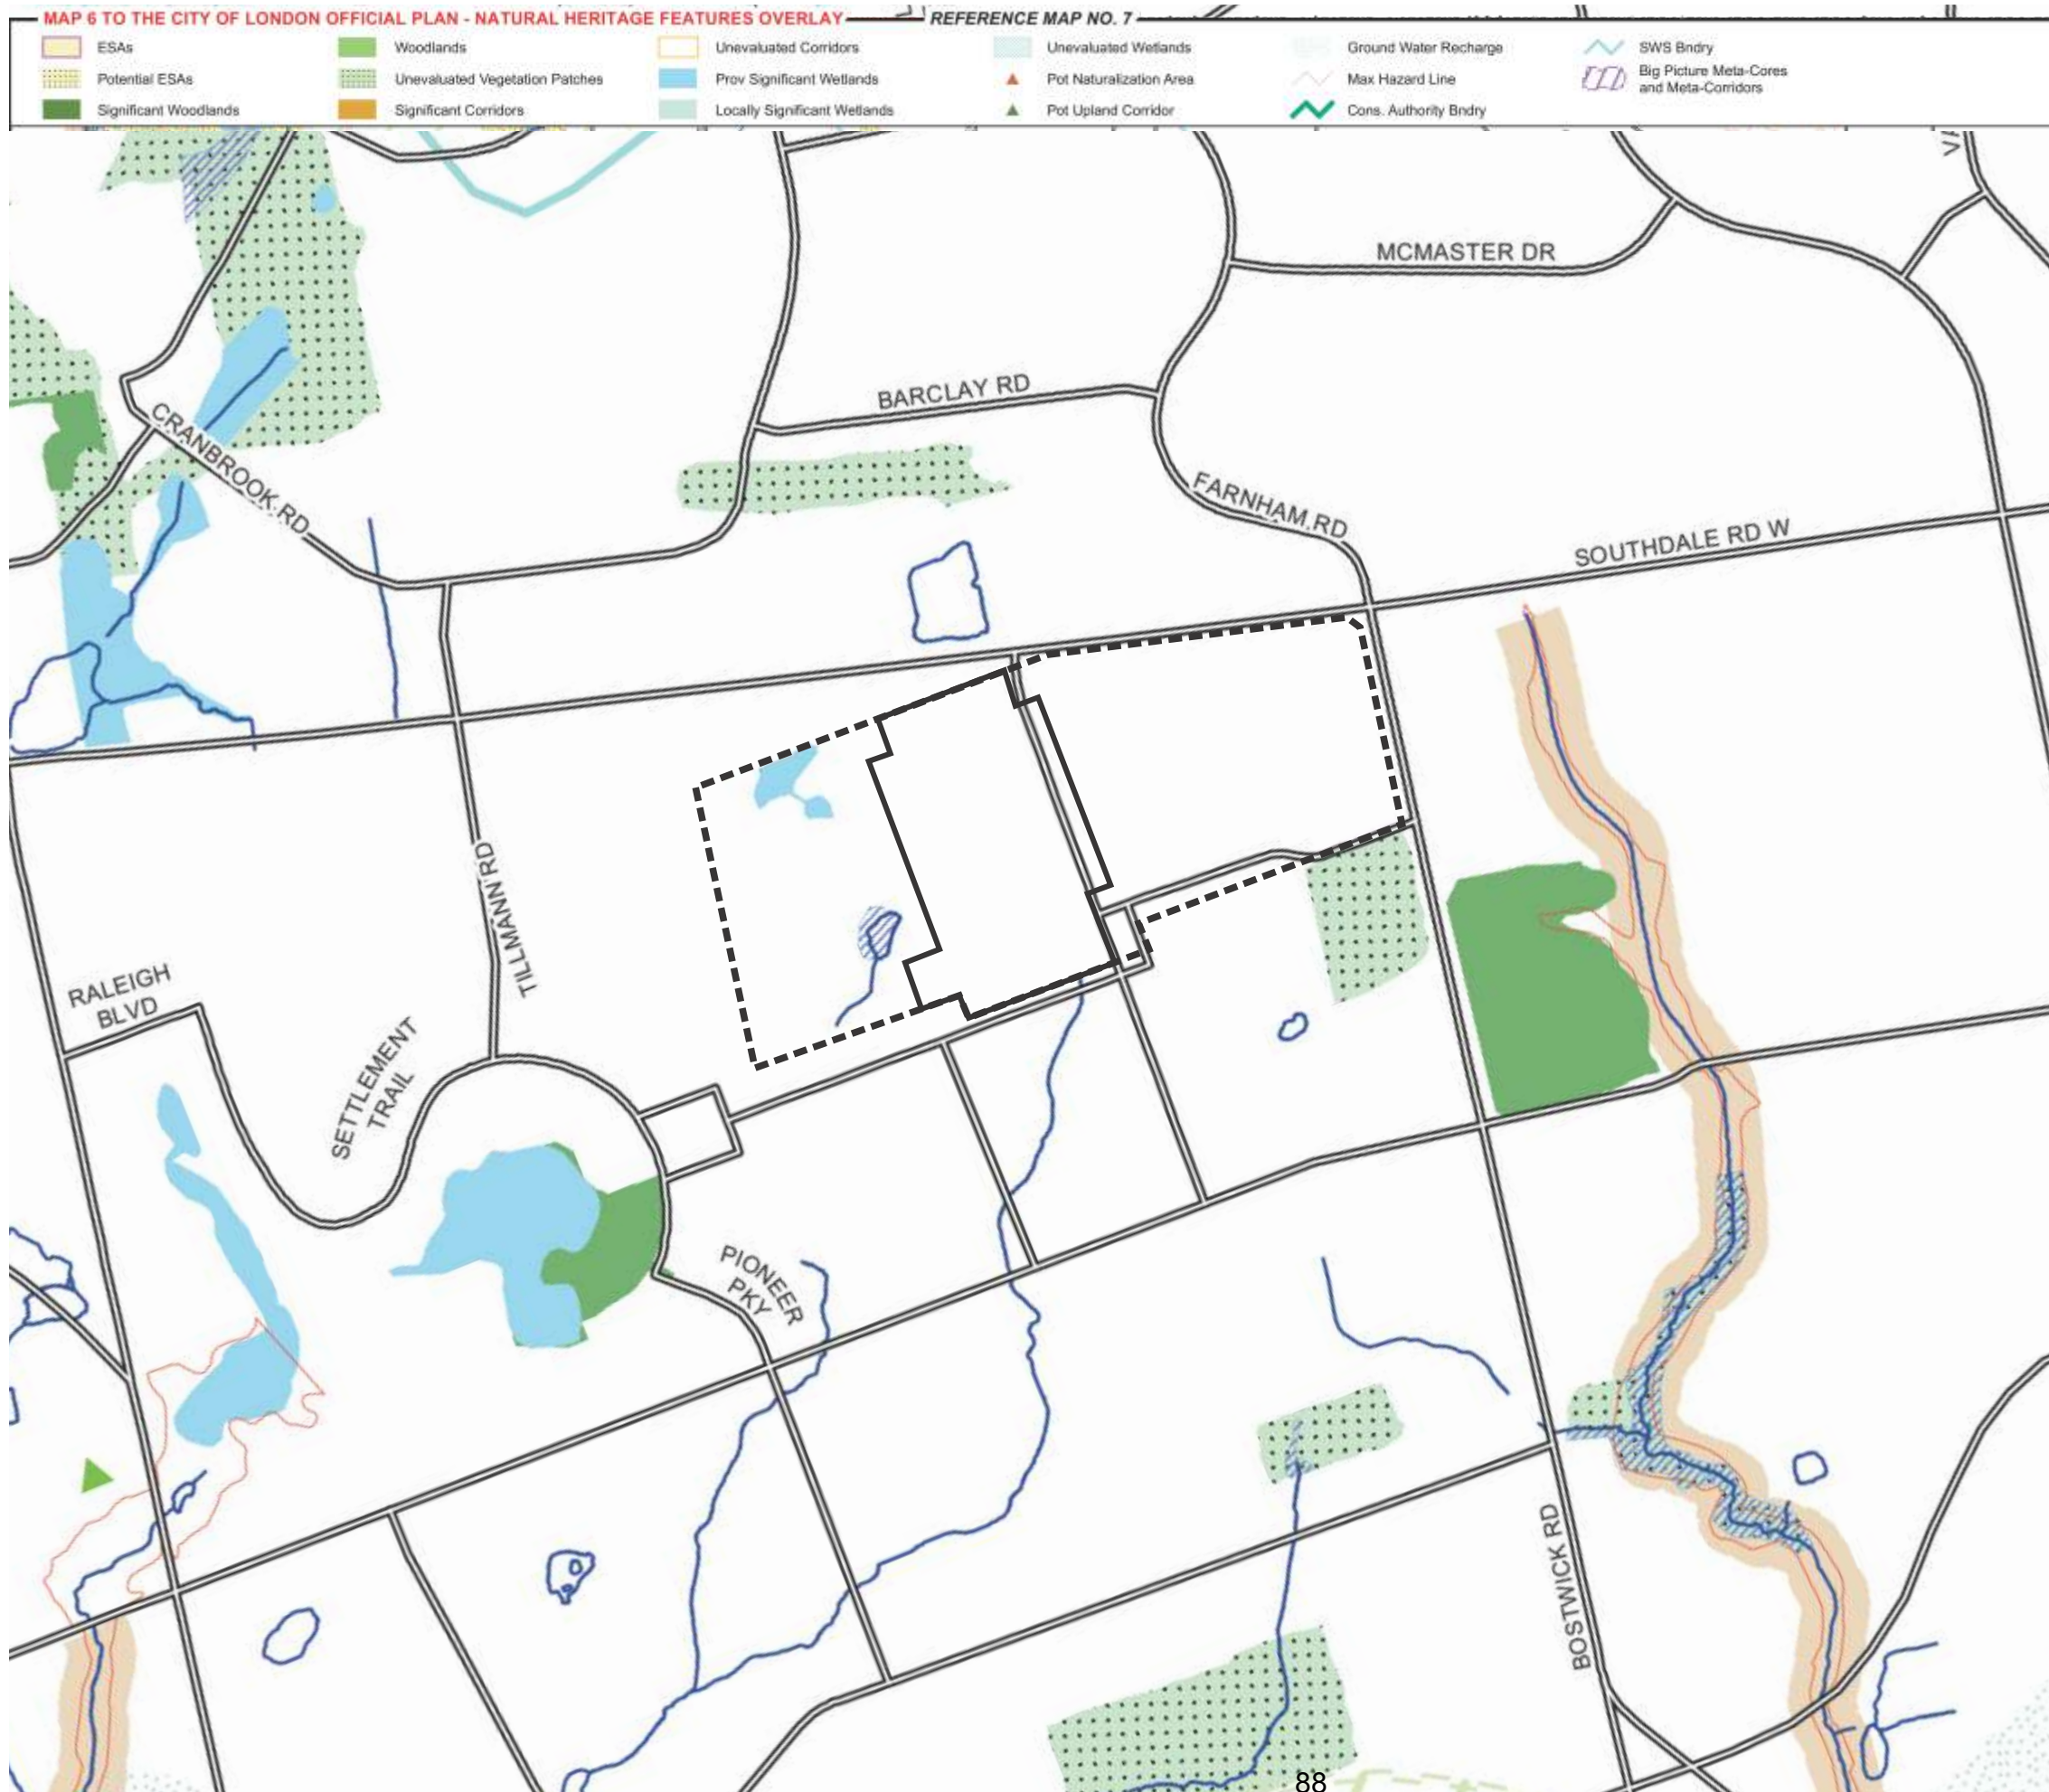 MAP 6 TO THE CITY OF LONDON OFFICIAL PLAN - NATURAL HERITAGE FEATURES OVERLAY
REFERENCE MAP NO. 7
ESAs
Potential ESAs
Significant Woodlands
Woodlands
Unevaluated Vegetation Patches
Significant Corridors
Unevaluated Corridors
Prov Significant Wetlands
Locally Significant Wetlands
Unevaluated Wetlands
Pot Naturalization Area
Pot Upland Corridor
Ground Water Recharge
Max Hazard Line
Cons. Authority Bndry
SWS Bndry
Big Picture Meta-Cores
and Meta-Corridors
MCMASTER DR
BARCLAY RD
CRANBROOK RD
FARNHAM RD
SOUTHDALE RD W
TILLMANN RD
RALEIGH
BLVD
SETTLEMENT
TRAIL
PIONEER
PKY
BOSTWICK RD
88